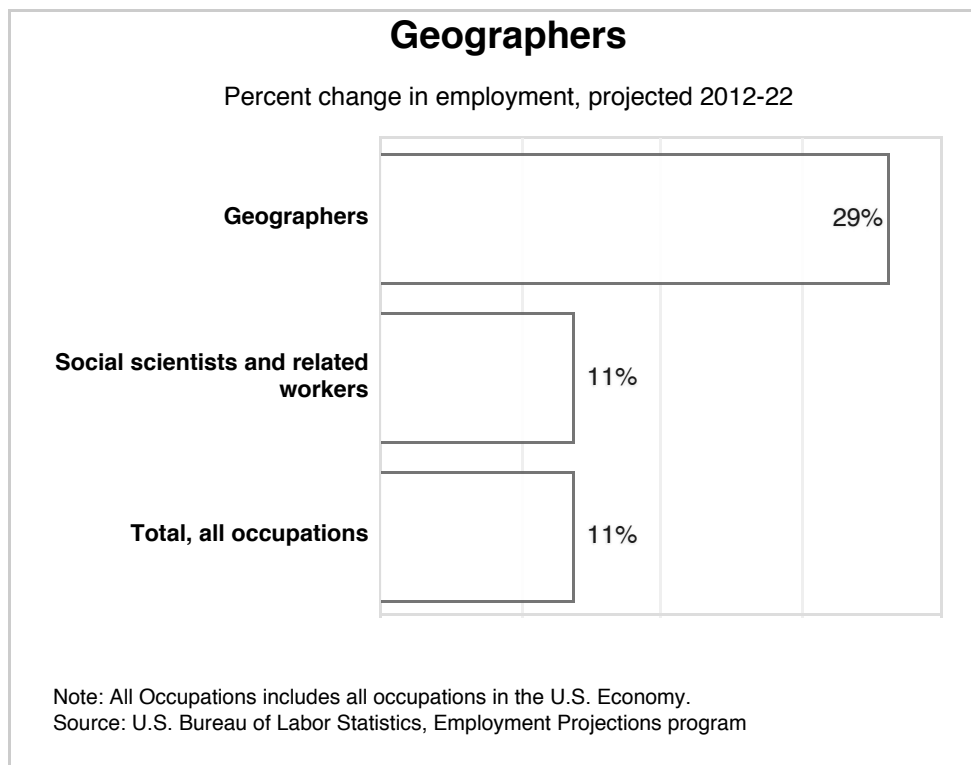 Geographers
Percent change in employment, projected 2012-22
Geographers
29%
Social scientists and related
workers
11%
Total, all occupations
11%
Note: All Occupations includes all occupations in the U.S. Economy.
Source: U.S. Bureau of Labor Statistics, Employment Projections program